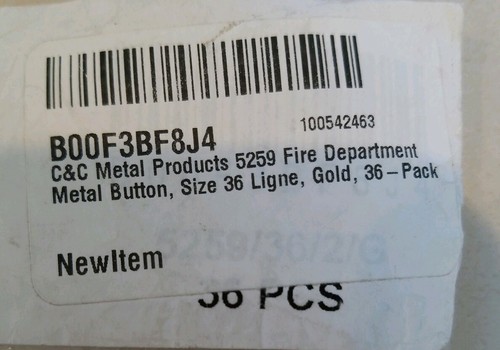 100542463
B00F3BF8J4
C&C Metal Products 5259 Fire Department
Metal Button, Size 36 Ligne, Gold, 36-Pack
5259/36/2/G
NewItem
36 PCS